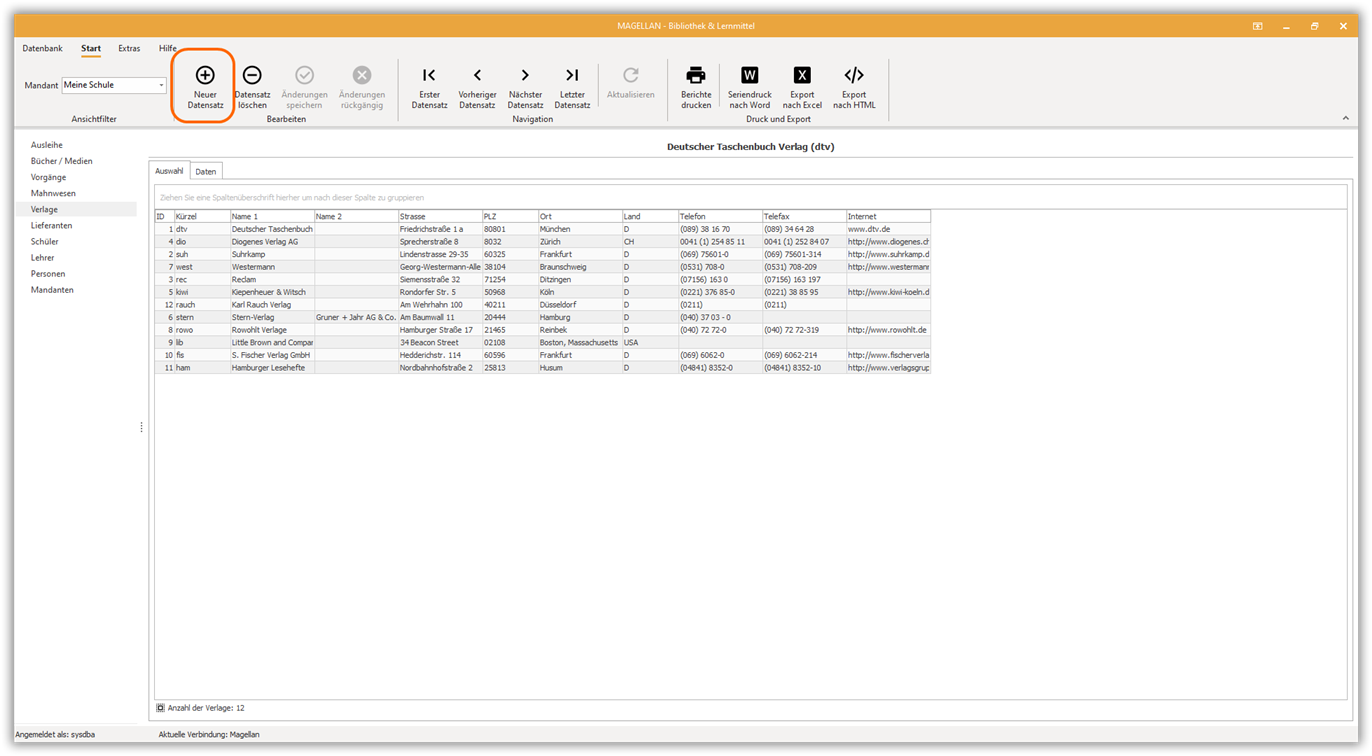 MAGELLAN - Bibliothek & Lernmittel
Datenbank Start Extras Hilfe
Mandant Meine Schule
Ansichtfilter
Neuer Datensatz
Datensatz löschen
Änderungen speichern
Änderungen rückgängig
Bearbeiten
Erster Datensatz
Vorheriger Datensatz
Nächster Datensatz
Letzter Datensatz
Navigation
Aktualisieren
Berichte drucken
W
Seriendruck nach Word
X
Export nach Excel
Export nach HTML
Druck und Export
Ausleihe
Bücher / Medien
Vorgänge
Mahnwesen
Verlage
Lieferanten
Schüler
Lehrer
Personen
Mandanten
Deutscher Taschenbuch Verlag (dtv)
Auswahl Daten
Ziehen Sie eine Spaltenüberschrift hierher um nach dieser Spalte zu gruppieren
ID Kürzel Name 1 Name 2 Strasse PLZ Ort Land Telefon Telefax Internet
1 dtv Deutscher Taschenbuch Friedrichstraße 1 a 80801 München D (089) 38 16 70 (089) 34 64 28 www.dtv.de
4 dio Diogenes Verlag AG Sprecherstraße 8 8032 Zürich CH 0041 (1) 254 85 11 0041 (1) 252 84 07 http://www.diogenes.ch
2 suh Suhrkamp Lindenstrasse 29-35 60325 Frankfurt D (069) 75601-0 (069) 75601-314 http://www.suhrkamp.d
7 west Westermann Georg-Westermann-Alle 38104 Braunschweig D (0531) 708-0 (0531) 708-209 http://www.westermann
3 rec Reclam Siemensstraße 32 71254 Ditzingen D (07156) 163 0 (07156) 163 197
5 kiwi Kiepenheuer & Witsch Rondorfer Str. 5 50968 Köln D (0221) 376 85-0 (0221) 38 85 95 http://www.kiwi-koeln.d
12 rauch Karl Rauch Verlag Am Wehrhahn 100 40211 Düsseldorf D (0211) (0211)
6 stern Stern-Verlag Gruner + Jahr AG & Co. Am Baumwall 11 20444 Hamburg D (040) 37 03 - 0
8 rowo Rowohlt Verlage Hamburger Straße 17 21465 Reinbek D (040) 72 72-0 (040) 72 72-319 http://www.rowohlt.de
9 lib Little Brown and Compar 34 Beacon Street 02108 Boston, Massachusetts USA
10 fis S. Fischer Verlag GmbH Hedderichstr. 114 60596 Frankfurt D (069) 6062-0 (069) 6062-214 http://www.fischerverla
11 ham Hamburger Lesehefte Nordbahnhofstraße 2 25813 Husum D (04841) 8352-0 (04841) 8352-10 http://www.verlagsgrup
Anzahl der Verlage: 12
Angemeldet als: sysdba Aktuelle Verbindung: Magellan